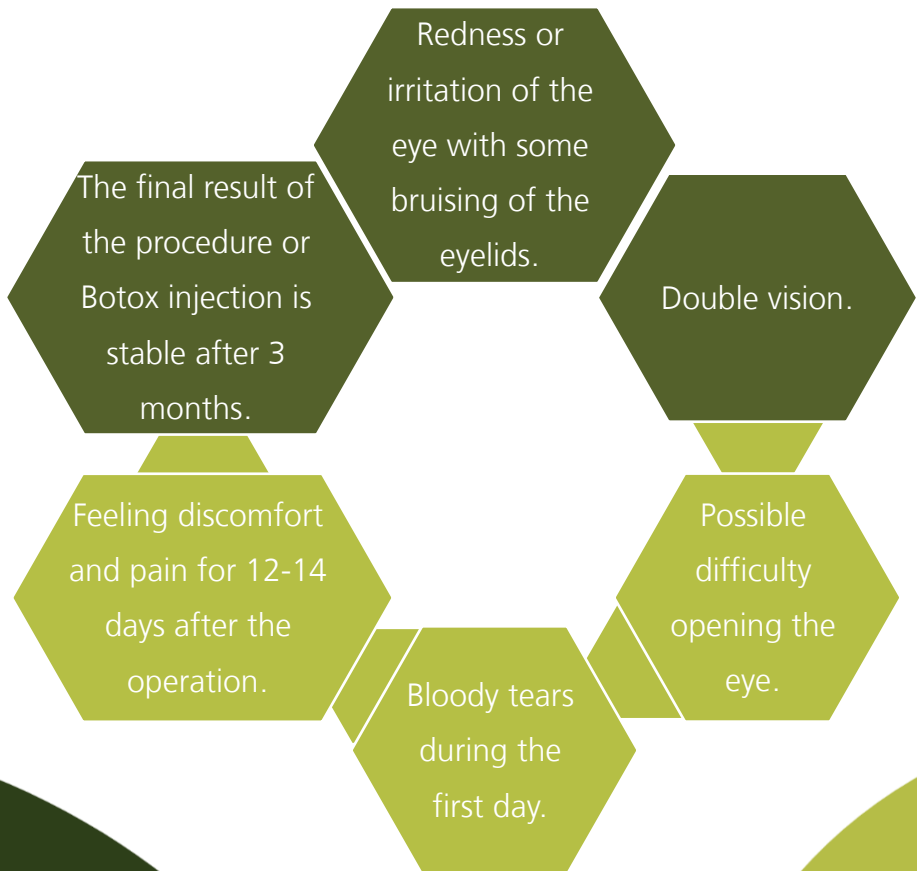 Redness or
irritation of the
eye with some
bruising of the
eyelids.
Double vision.
Possible
difficulty
opening the
eye.
Bloody tears
during the
first day.
Feeling discomfort
and pain for 12-14
days after the
operation.
The final result of
the procedure or
Botox injection is
stable after 3
months.